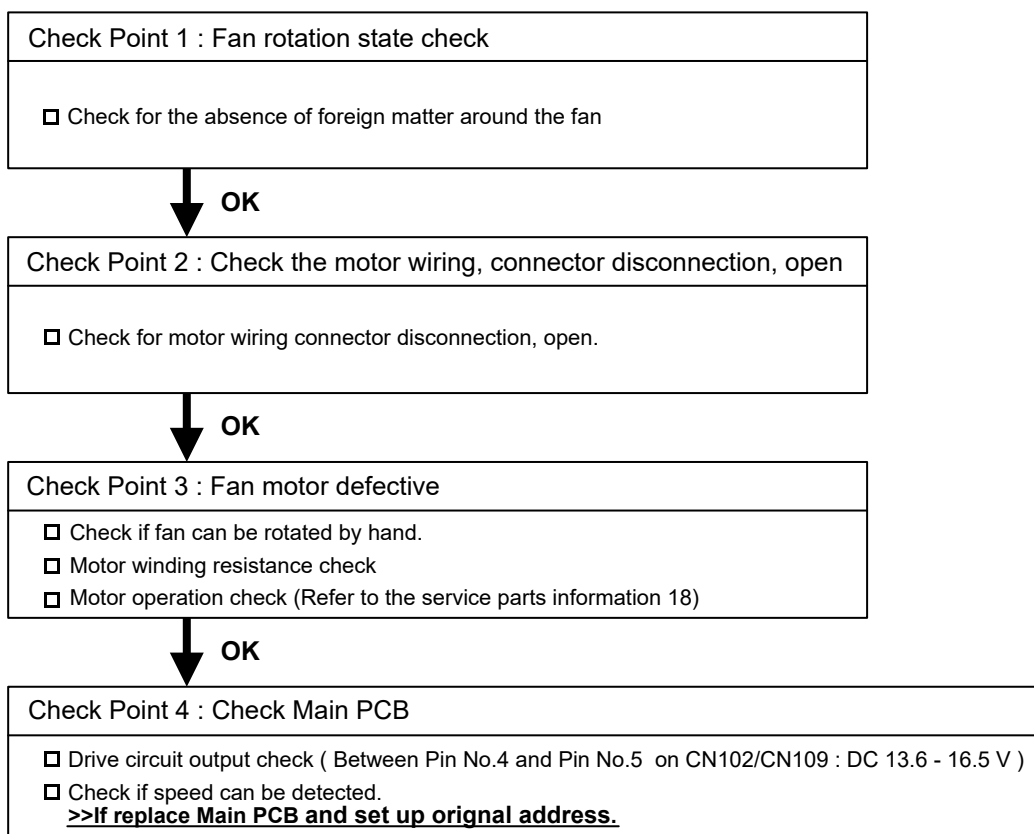 Check Point 1 : Fan rotation state check
Check for the absence of foreign matter around the fan
OK
Check Point 2 : Check the motor wiring, connector disconnection, open
Check for motor wiring connector disconnection, open.
OK
Check Point 3 : Fan motor defective
Check if fan can be rotated by hand.
Motor winding resistance check
Motor operation check (Refer to the service parts information 18)
OK
Check Point 4 : Check Main PCB
Drive circuit output check ( Between Pin No.4 and Pin No.5 on CN102/CN109 : DC 13.6 - 16.5 V )
Check if speed can be detected.
>>If replace Main PCB and set up orignal address.